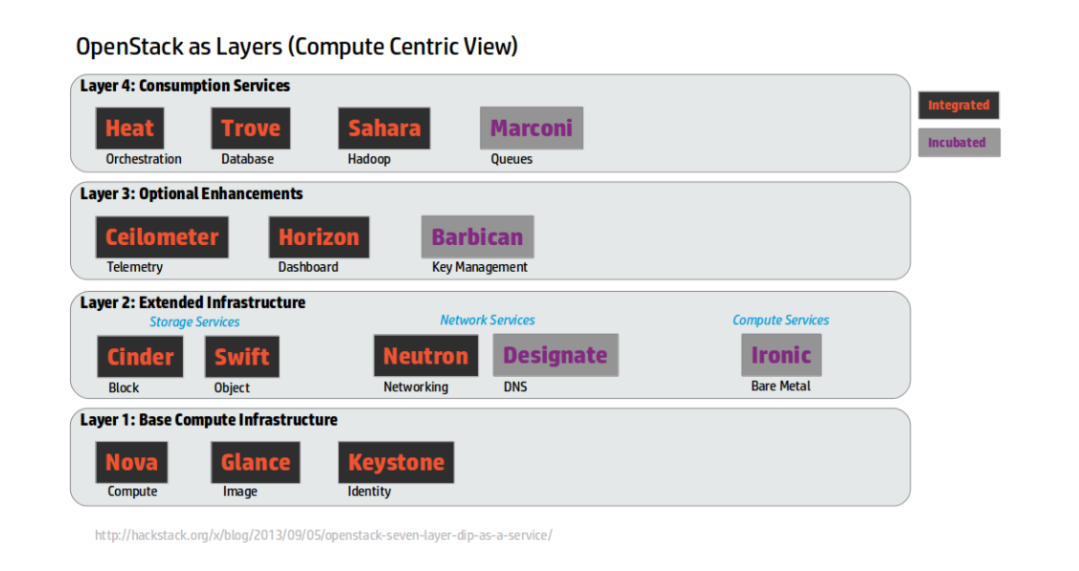 OpenStack as Layers (Compute Centric View)
Layer 4: Consumption Services
Heat Trove Sahara Marconi
Orchestration Database Hadoop Queues
Integrated
Incubated
Layer 3: Optional Enhancements
Ceilometer Horizon Barbican
Telemetry Dashboard Key Management
Layer 2: Extended Infrastructure
Storage Services Network Services Compute Services
Cinder Swift Neutron Designate Ironic
Block Object Networking DNS Bare Metal
Layer 1: Base Compute Infrastructure
Nova Glance Keystone
Compute Image Identity
http://hackstack.org/x/blog/2013/09/05/openstack-seven-layer-dip-as-a-service/